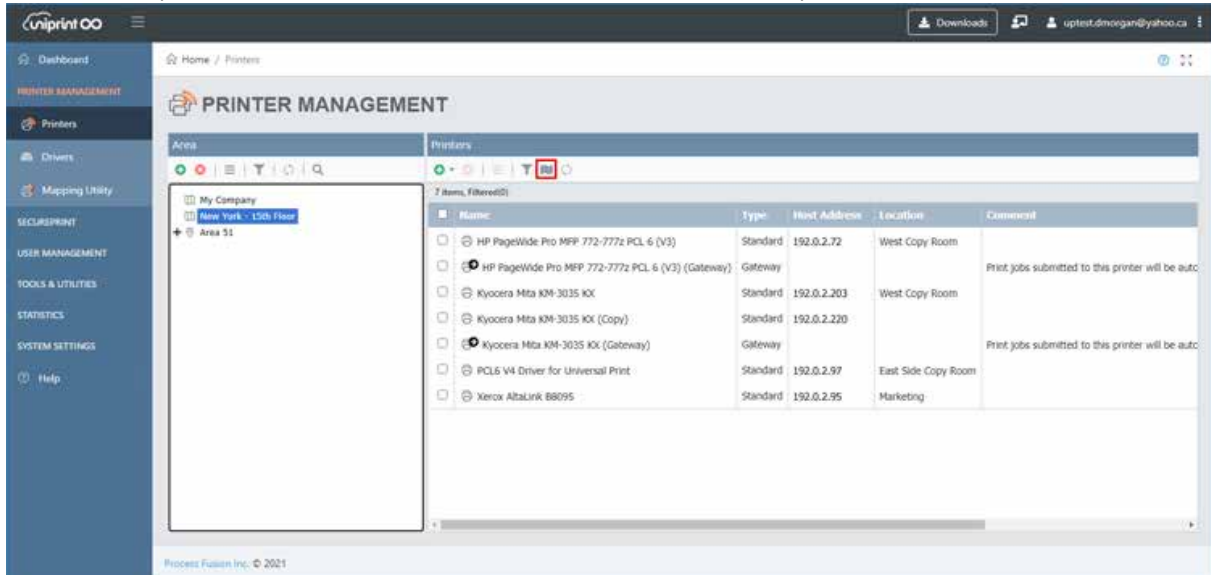 uniprint
Downloads
uptest.dmorgan@yahoo.ca
Dashboard
Home / Printers
PRINTER MANAGEMENT
PRINTER MANAGEMENT
Printers
Drivers
Mapping Utility
SECUREPRINT
USER MANAGEMENT
TOOLS & UTILITIES
STATISTICS
SYSTEM SETTINGS
Help
Area
My Company
New York - 15th Floor
Area 51
Printers
7 items, Filtered(0)
Name Type Host Address Location Comment
HP PageWide Pro MFP 772-777z PCL 6 (V3) Standard 192.0.2.72 West Copy Room
HP PageWide Pro MFP 772-777z PCL 6 (V3) (Gateway) Gateway Print jobs submitted to this printer will be auto
Kyocera Mita KM-3035 KX Standard 192.0.2.203 West Copy Room
Kyocera Mita KM-3035 KX (Copy) Standard 192.0.2.220
Kyocera Mita KM-3035 KX (Gateway) Gateway Print jobs submitted to this printer will be auto
PCL6 V4 Driver for Universal Print Standard 192.0.2.97 East Side Copy Room
Xerox AltaLink B8095 Standard 192.0.2.95 Marketing
Process Fusion Inc. © 2021